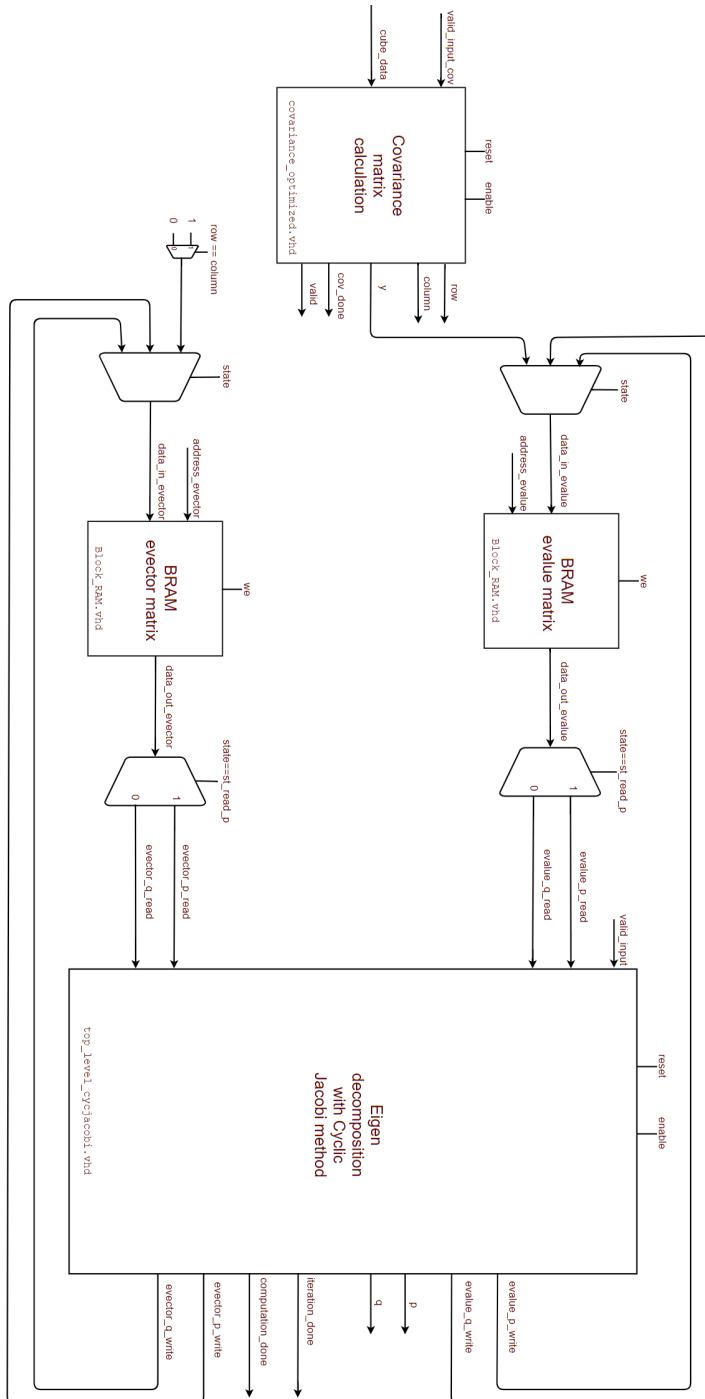 valid_input_cov
cube_data
reset
enable
Covariance
matrix
calculation
covariance_optimized.vhd
row
column
y
cov_done
valid
state
data_in_evalue
address_evalue
we
BRAM
evalue matrix
Block_RAM.vhd
data_out_evalue
state==st_read_p
1
0
evalue_p_read
evalue_q_read
valid_input
row == column
1
0
1
0
state
address_evector
data_in_evector
we
BRAM
evector matrix
Block_RAM.vhd
data_out_evector
state==st_read_p
1
0
evector_p_read
evector_q_read
reset
enable
Eigen
decomposition
with Cyclic
Jacobi method
top_level_cycjacobi.vhd
evalue_p_write
evalue_q_write
p
q
iteration_done
computation_done
evector_p_write
evector_q_write